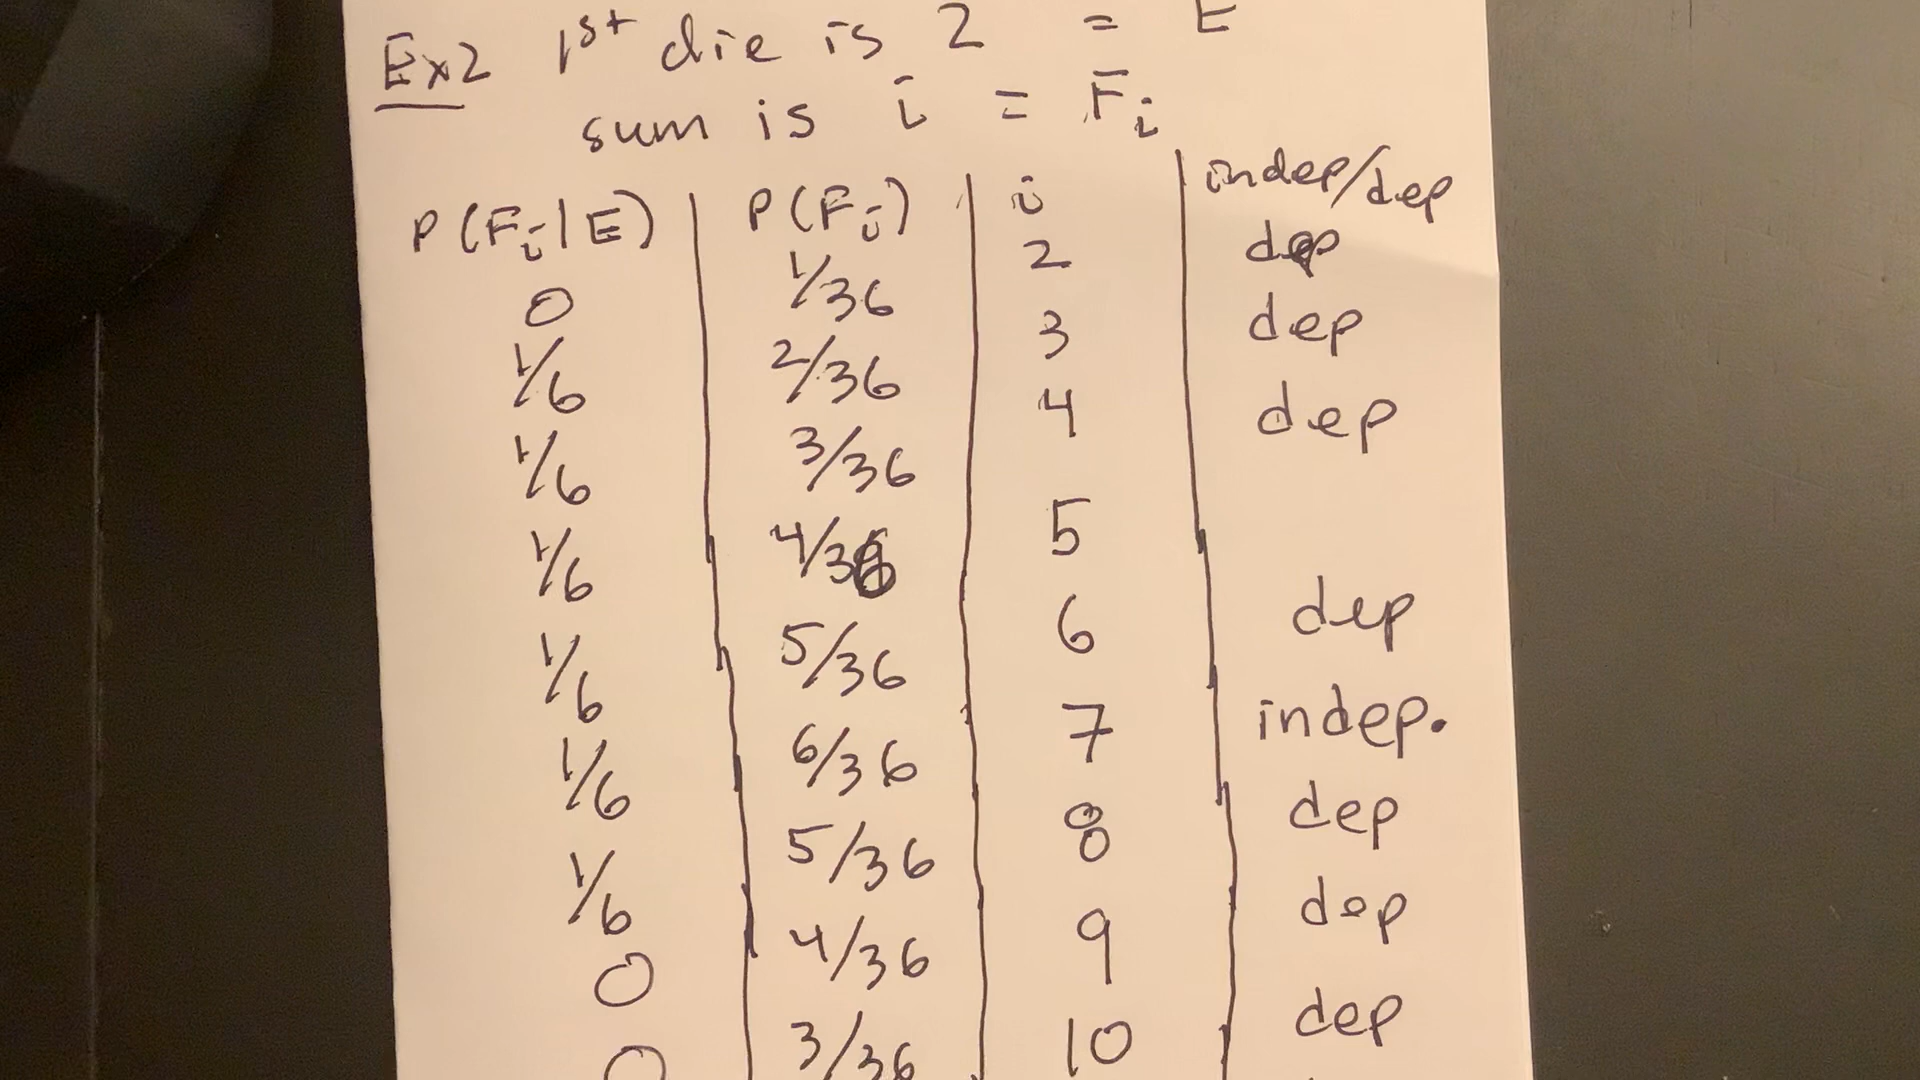 Ex2 1st die is 2 = E
sum is i = Fi
P(Fi|E) P(Fi) i indep/dep
0 1/36 2 dep
1/6 2/36 3 dep
1/6 3/36 4 dep
1/6 4/36 5
1/6 5/36 6 dep
1/6 6/36 7 indep.
1/6 5/36 8 dep
0 4/36 9 dep
0 3/36 10 dep